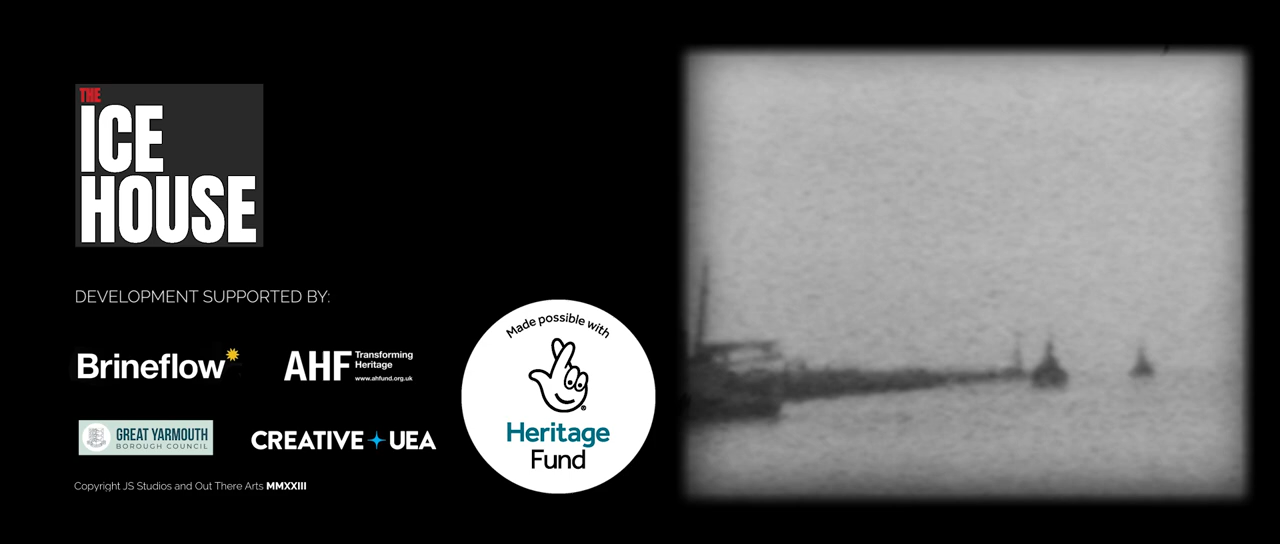 THE
ICE
HOUSE
DEVELOPMENT SUPPORTED BY:
Brineflow
AHF Transforming
Heritage
www.ahfund.org.uk
GREAT YARMOUTH
BOROUGH COUNCIL
CREATIVE UEA
Made possible with
Heritage
Fund
Copyright JS Studios and Out There Arts MMXXIII